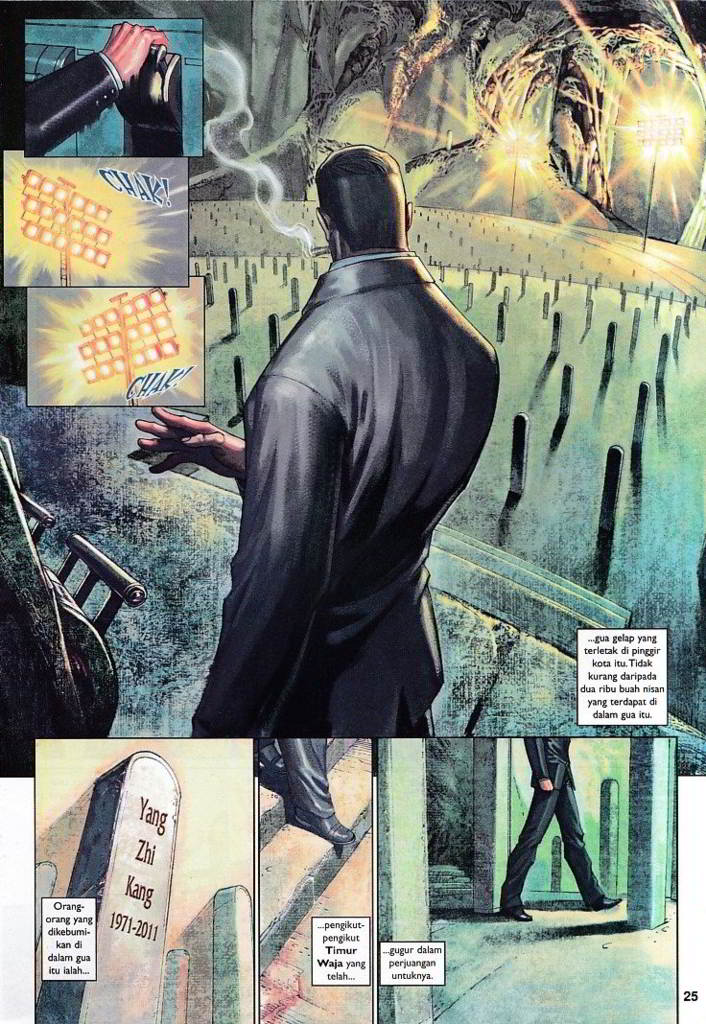 CHAK!
CHAK!
...gua gelap yang
terletak di pinggir
kota itu. Tidak
kurang daripada
dua ribu buah nisan
yang terdapat di
dalam gua itu.
Yang
Zhi
Kang
1971-2011
Orang-
orang yang
dikebumi-
kan di
dalam gua
itu ialah...
...pengikut-
pengikut
Timur
Waja yang
telah...
...gugur dalam
perjuangan
untuknya.
25